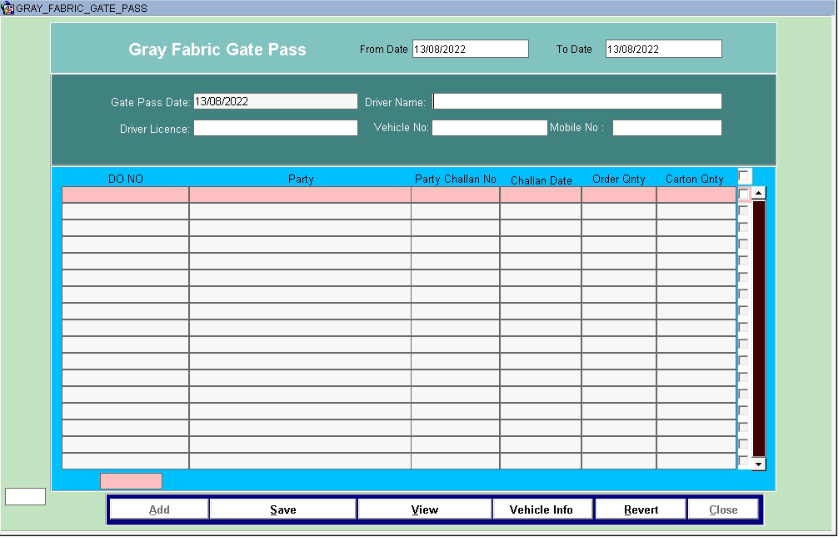 GRAY_FABRIC_GATE_PASS
Gray Fabric Gate Pass From Date 13/08/2022 To Date 13/08/2022
Gate Pass Date: 13/08/2022 Driver Name:
Driver Licence: Vehicle No: Mobile No :
DO NO Party Party Challan No Challan Date Order Qnty Carton Qnty
Add Save View Vehicle Info Revert Close